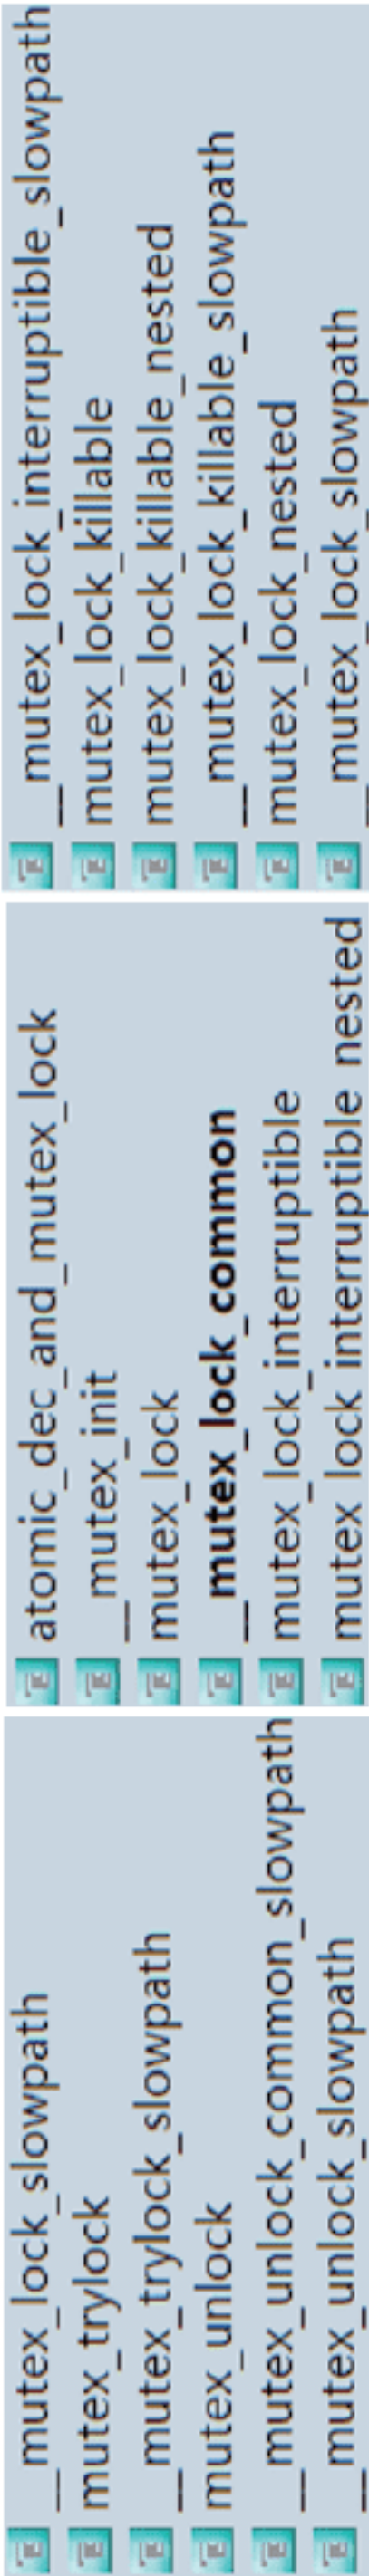 __mutex_lock_slowpath
mutex_trylock
__mutex_trylock_slowpath
mutex_unlock
__mutex_unlock_common_slowpath
__mutex_unlock_slowpath
atomic_dec_and_mutex_lock
__mutex_init
mutex_lock
__mutex_lock_common
mutex_lock_interruptible
mutex_lock_interruptible_nested
__mutex_lock_interruptible_slowpath
mutex_lock_killable
mutex_lock_killable_nested
__mutex_lock_killable_slowpath
mutex_lock_nested
__mutex_lock_slowpath